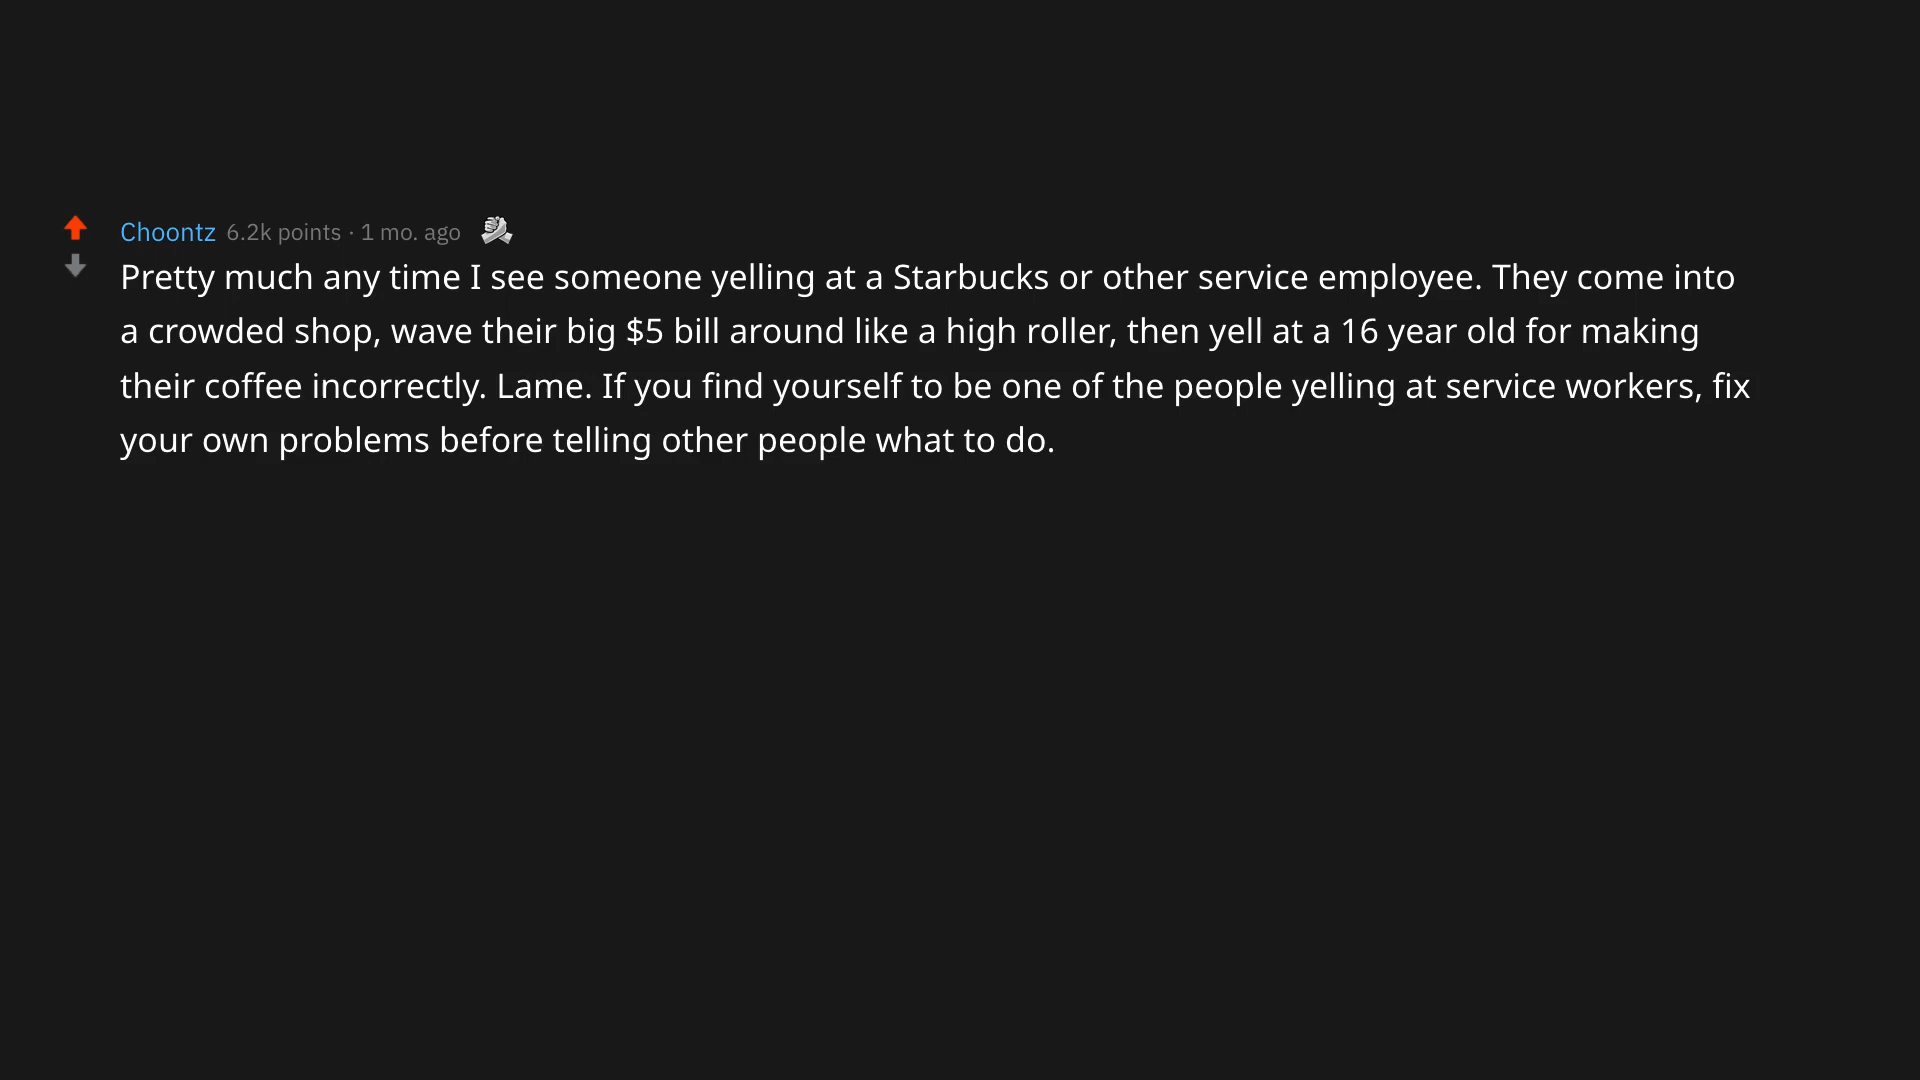 Choontz 6.2k points · 1 mo. ago
Pretty much any time I see someone yelling at a Starbucks or other service employee. They come into
a crowded shop, wave their big $5 bill around like a high roller, then yell at a 16 year old for making
their coffee incorrectly. Lame. If you find yourself to be one of the people yelling at service workers, fix
your own problems before telling other people what to do.